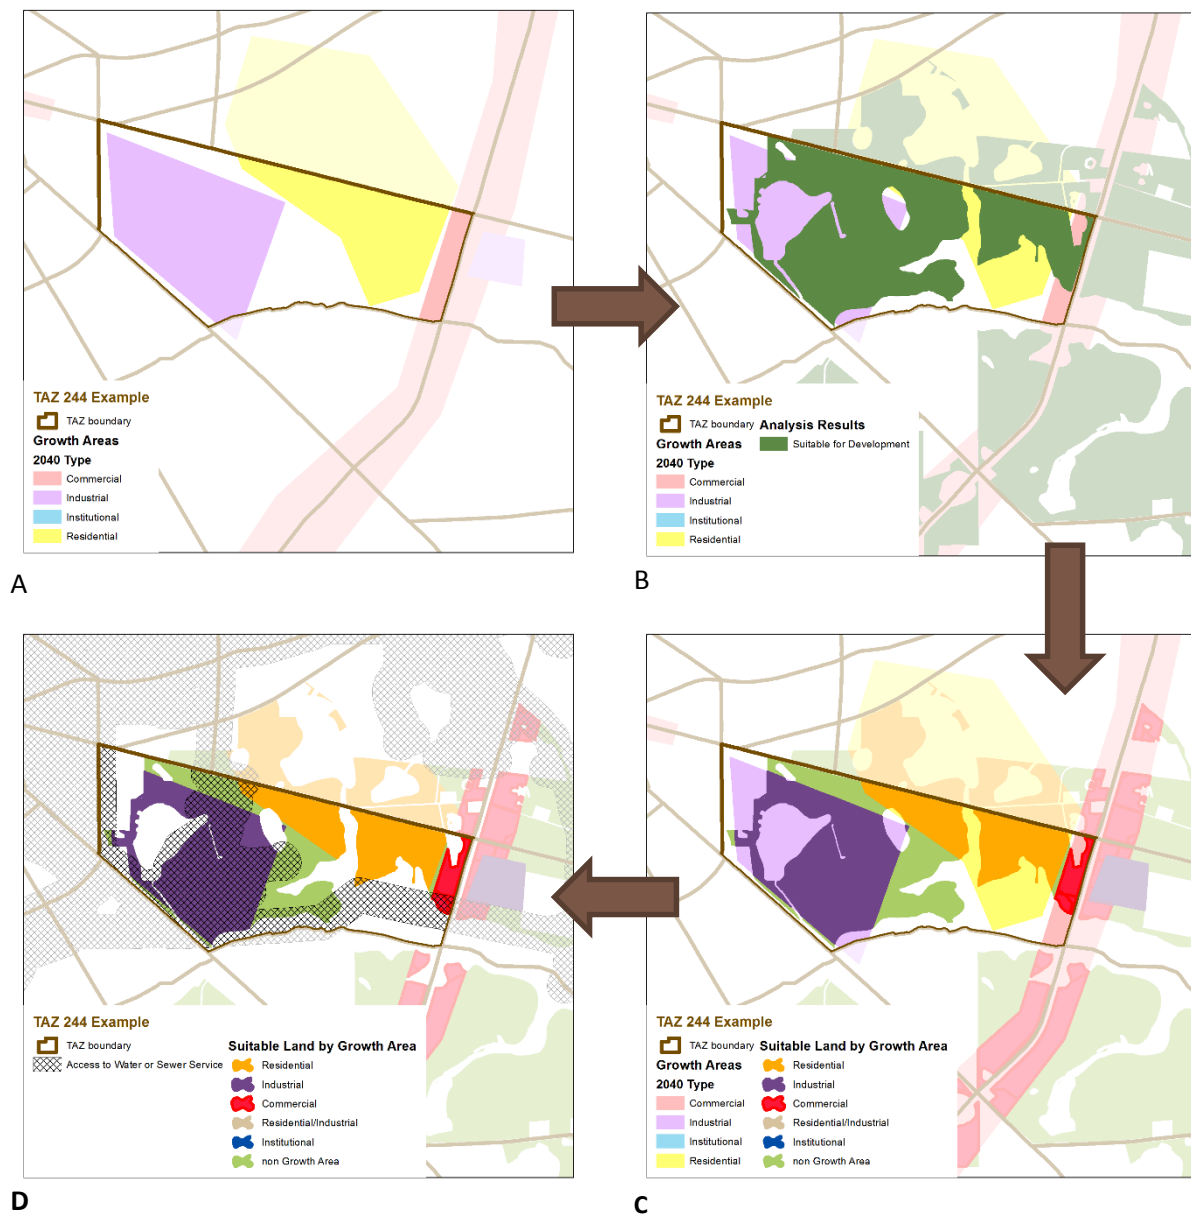 TAZ 244 Example
TAZ boundary
Growth Areas
2040 Type
Commercial
Industrial
Institutional
Residential
A
TAZ 244 Example
TAZ boundary
Growth Areas
2040 Type
Commercial
Industrial
Institutional
Residential
Analysis Results
Suitable for Development
B
TAZ 244 Example
TAZ boundary
Access to Water or Sewer Service
Suitable Land by Growth Area
Residential
Industrial
Commercial
Residential/Industrial
Institutional
non Growth Area
D
TAZ 244 Example
TAZ boundary
Growth Areas
2040 Type
Commercial
Industrial
Institutional
Residential
Suitable Land by Growth Area
Residential
Industrial
Commercial
Residential/Industrial
Institutional
non Growth Area
C